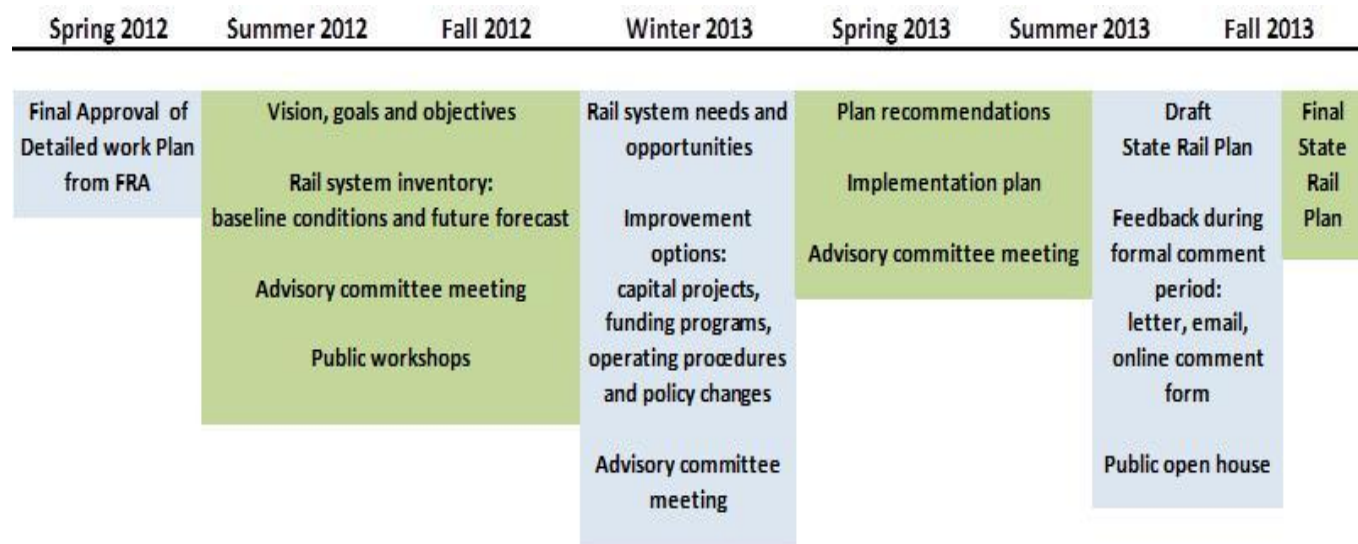 Spring 2012 Summer 2012 Fall 2012 Winter 2013 Spring 2013 Summer 2013 Fall 2013
Final Approval of
Detailed work Plan
from FRA
Vision, goals and objectives
Rail system inventory:
baseline conditions and future forecast
Advisory committee meeting
Public workshops
Rail system needs and
opportunities
Improvement
options:
capital projects,
funding programs,
operating procedures
and policy changes
Advisory committee
meeting
Plan recommendations
Implementation plan
Advisory committee meeting
Draft
State Rail Plan
Feedback during
formal comment
period:
letter, email,
online comment
form
Public open house
Final
State
Rail
Plan